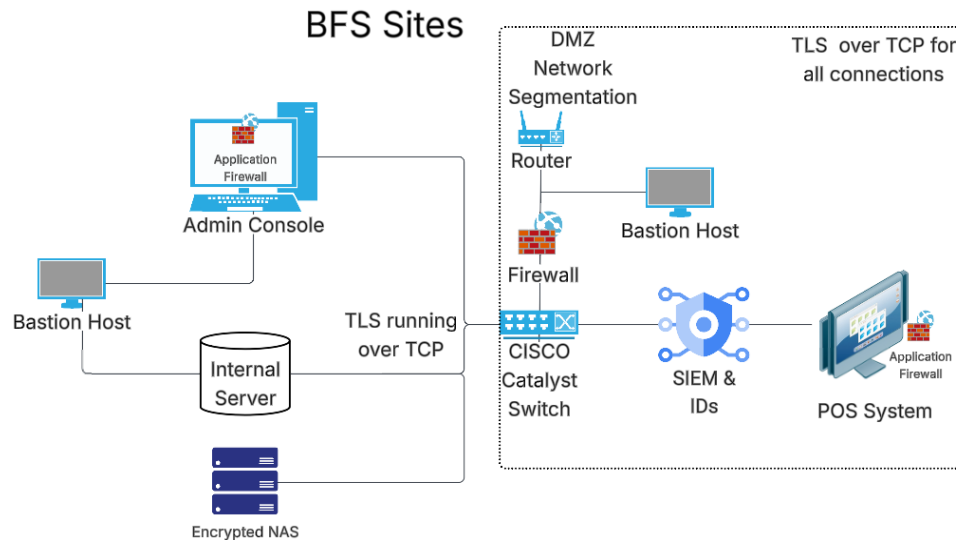 BFS Sites
DMZ
Network
Segmentation
TLS over TCP for
all connections
Application
Firewall
Admin Console
Router
Bastion Host
Firewall
Bastion Host
TLS running
over TCP
Internal
Server
CISCO
Catalyst
Switch
SIEM &
IDs
Application
Firewall
POS System
Encrypted NAS